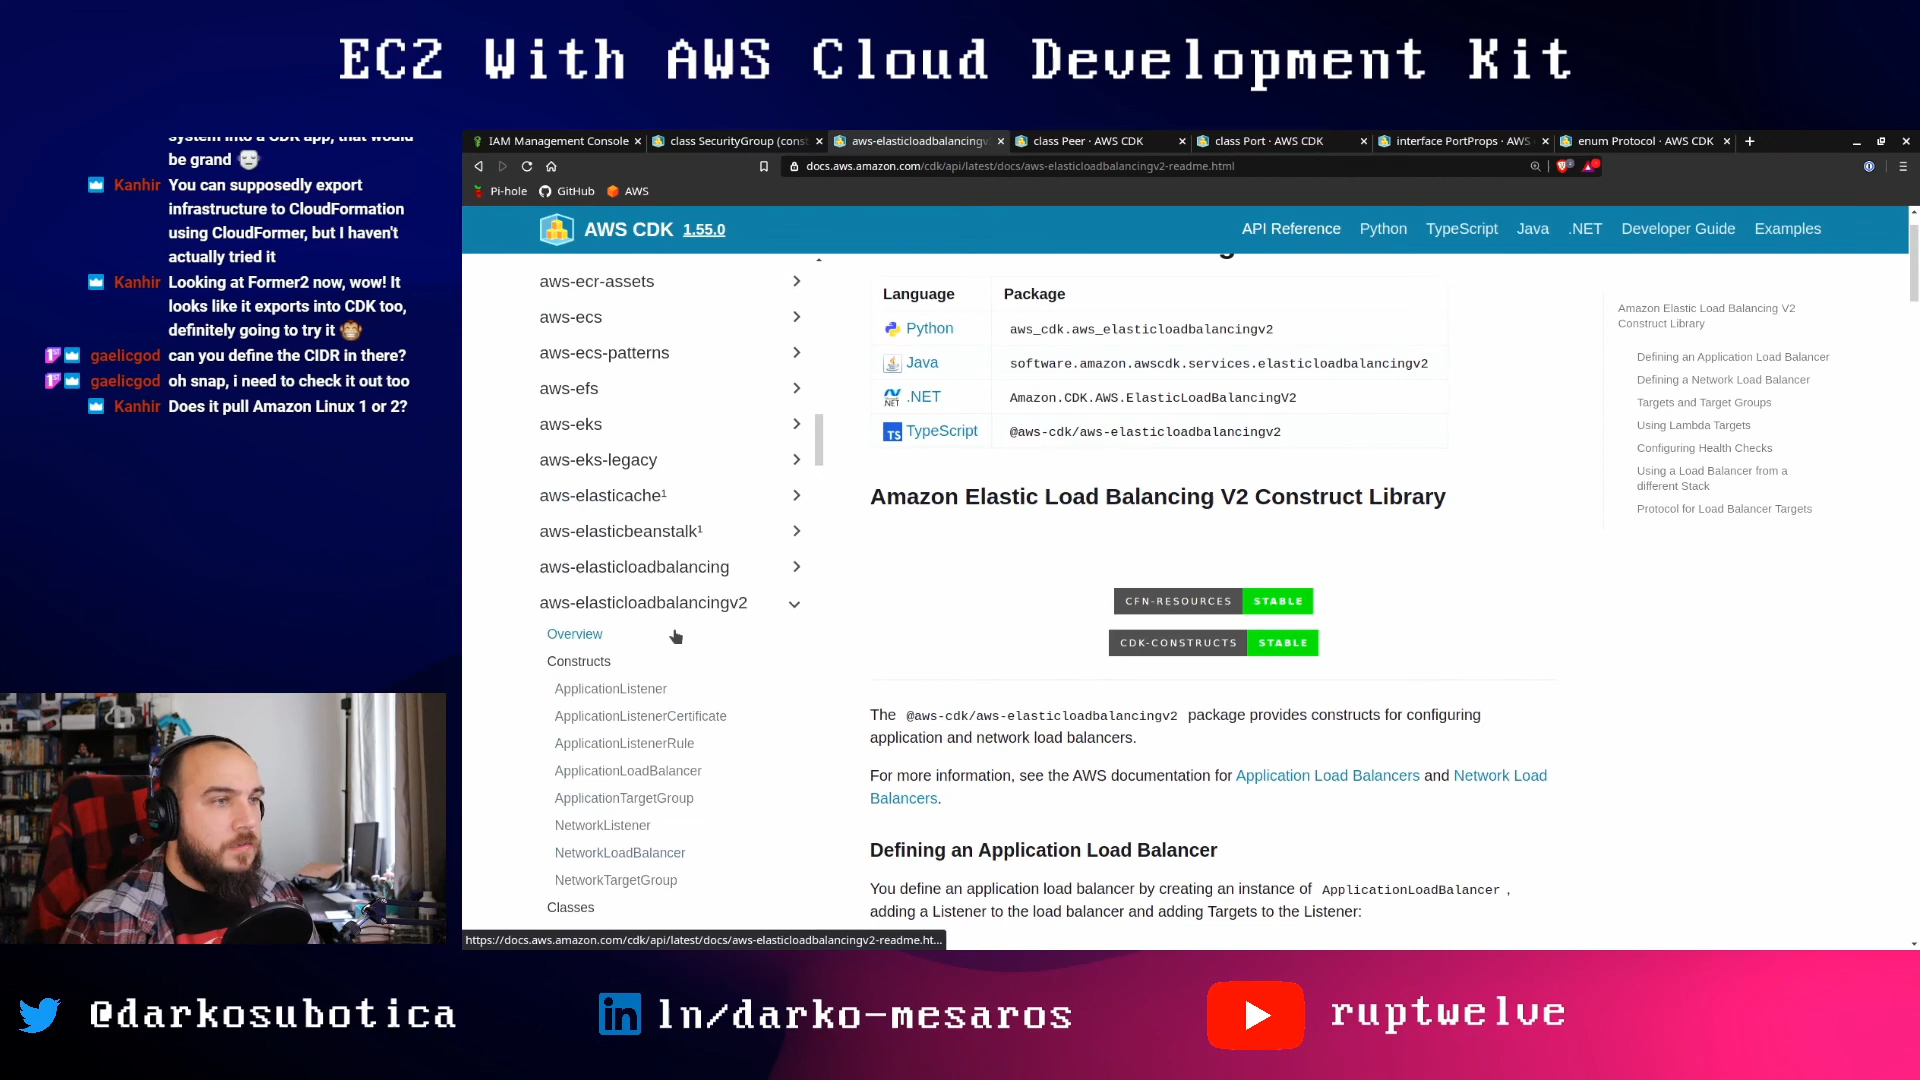 EC2 With AWS Cloud Development Kit
system into a CDK app, that would
be grand
Kanhir You can supposedly export
infrastructure to CloudFormation
using CloudFormer, but I haven't
actually tried it
Kanhir Looking at Former2 now, wow! It
looks like it exports into CDK too,
definitely going to try it
gaelicgod can you define the CIDR in there?
gaelicgod oh snap, i need to check it out too
Kanhir Does it pull Amazon Linux 1 or 2?
IAM Management Console
class SecurityGroup (const
aws-elasticloadbalancingv
class Peer · AWS CDK
class Port · AWS CDK
interface PortProps · AWS
enum Protocol · AWS CDK
docs.aws.amazon.com/cdk/api/latest/docs/aws-elasticloadbalancingv2-readme.html
Pi-hole GitHub AWS
AWS CDK 1.55.0
API Reference Python TypeScript Java .NET Developer Guide Examples
aws-ecr-assets
aws-ecs
aws-ecs-patterns
aws-efs
aws-eks
aws-eks-legacy
aws-elasticache¹
aws-elasticbeanstalk¹
aws-elasticloadbalancing
aws-elasticloadbalancingv2
Overview
Constructs
ApplicationListener
ApplicationListenerCertificate
ApplicationListenerRule
ApplicationLoadBalancer
ApplicationTargetGroup
NetworkListener
NetworkLoadBalancer
NetworkTargetGroup
Classes
https://docs.aws.amazon.com/cdk/api/latest/docs/aws-elasticloadbalancingv2-readme.ht...
Language Package
Python aws_cdk.aws_elasticloadbalancingv2
Java software.amazon.awscdk.services.elasticloadbalancingv2
.NET Amazon.CDK.AWS.ElasticLoadBalancingV2
TS TypeScript @aws-cdk/aws-elasticloadbalancingv2
Amazon Elastic Load Balancing V2 Construct Library
CFN-RESOURCES STABLE
CDK-CONSTRUCTS STABLE
The @aws-cdk/aws-elasticloadbalancingv2 package provides constructs for configuring
application and network load balancers.
For more information, see the AWS documentation for Application Load Balancers and Network Load
Balancers.
Defining an Application Load Balancer
You define an application load balancer by creating an instance of ApplicationLoadBalancer ,
adding a Listener to the load balancer and adding Targets to the Listener:
Amazon Elastic Load Balancing V2
Construct Library
Defining an Application Load Balancer
Defining a Network Load Balancer
Targets and Target Groups
Using Lambda Targets
Configuring Health Checks
Using a Load Balancer from a
different Stack
Protocol for Load Balancer Targets
@darkosubotica
in ln/darko-mesaros
ruptwelve